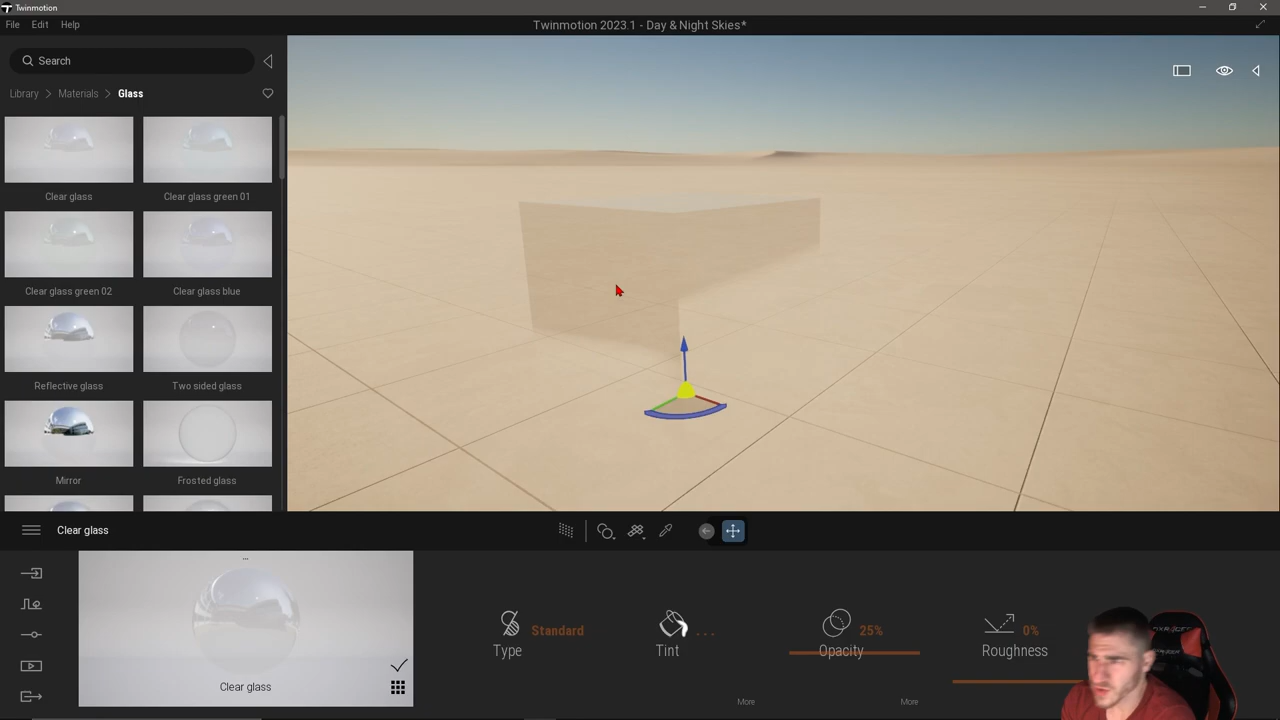 Twinmotion
File Edit Help
Twinmotion 2023.1 - Day & Night Skies*
Search
Library > Materials > Glass
Clear glass
Clear glass green 01
Clear glass green 02
Clear glass blue
Reflective glass
Two sided glass
Mirror
Frosted glass
Clear glass
...
Clear glass
Type Standard
Tint ...
Opacity 25%
Roughness 0%
More
More